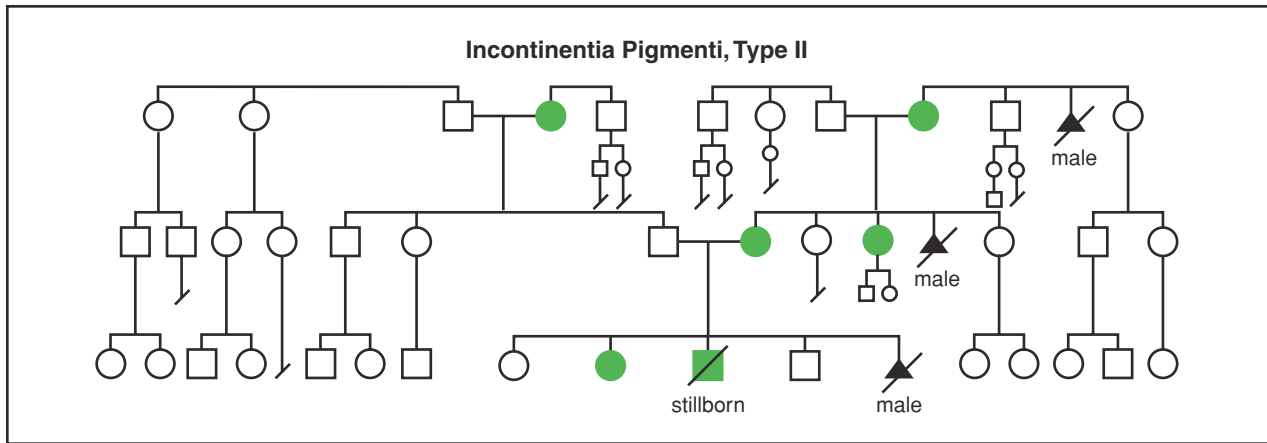 Incontinentia Pigmenti, Type II
male
male
stillborn
male